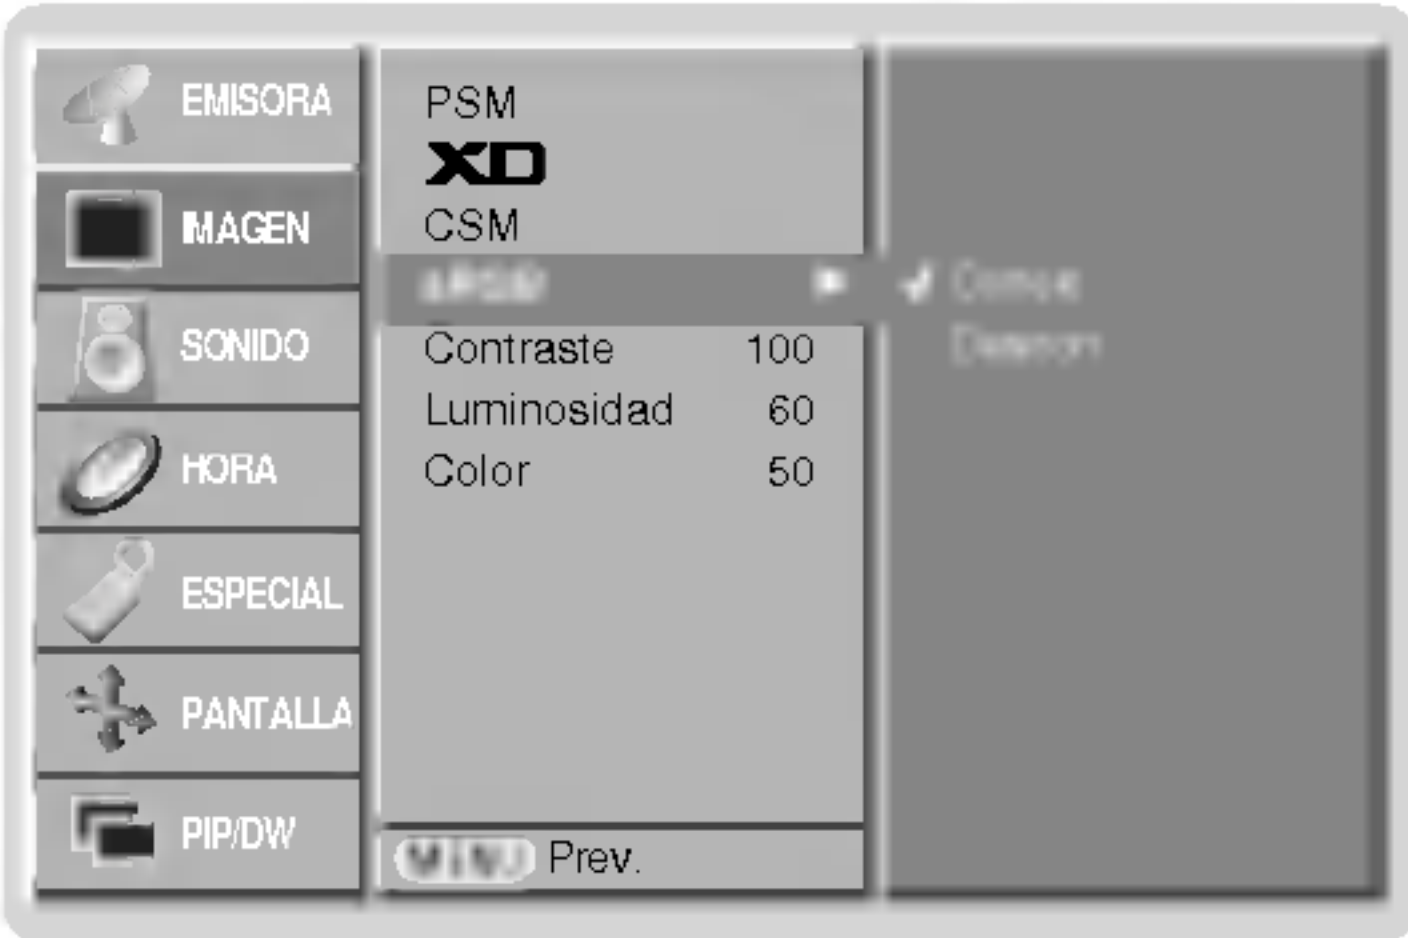 EMISORA
IMAGEN
SONIDO
HORA
ESPECIAL
PANTALLA
PIP/DW
PSM
XD
CSM
Contraste 100
Luminosidad 60
Color 50
Prev.